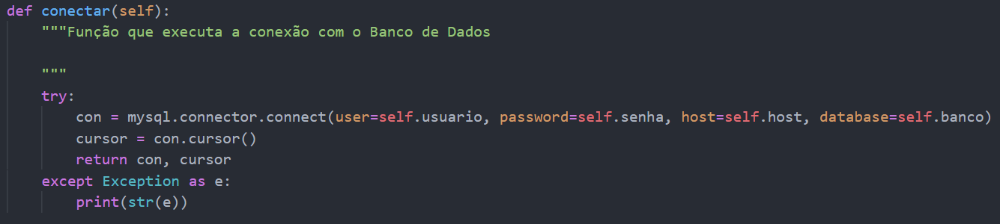 def conectar(self):
    """Função que executa a conexão com o Banco de Dados
    """
    try:
        con = mysql.connector.connect(user=self.usuario, password=self.senha, host=self.host, database=self.banco)
        cursor = con.cursor()
        return con, cursor
    except Exception as e:
        print(str(e))